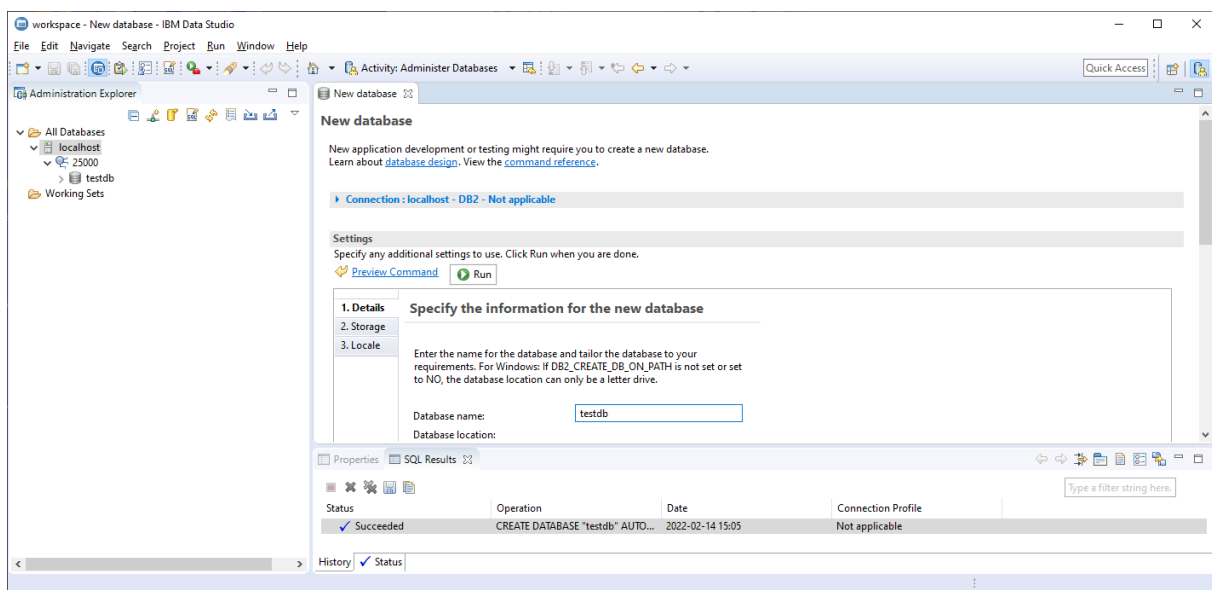 workspace - New database - IBM Data Studio
File Edit Navigate Search Project Run Window Help
Activity: Administer Databases
Quick Access
Administration Explorer
All Databases
localhost
25000
testdb
Working Sets
New database
New database
New application development or testing might require you to create a new database.
Learn about database design. View the command reference.
Connection : localhost - DB2 - Not applicable
Settings
Specify any additional settings to use. Click Run when you are done.
Preview Command
Run
1. Details
2. Storage
3. Locale
Specify the information for the new database
Enter the name for the database and tailor the database to your
requirements. For Windows: If DB2_CREATE_DB_ON_PATH is not set or set
to NO, the database location can only be a letter drive.
Database name:
testdb
Database location:
Properties
SQL Results
Type a filter string here.
Status Operation Date Connection Profile
Succeeded CREATE DATABASE "testdb" AUTO... 2022-02-14 15:05 Not applicable
History
Status